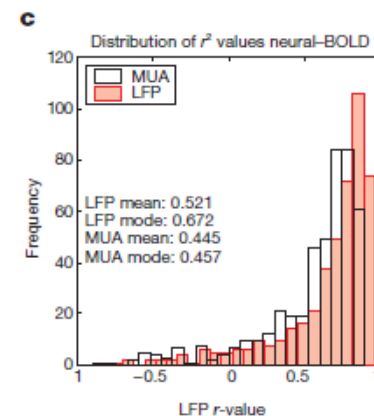 c
Distribution of r² values neural–BOLD
120
100
80
60
40
20
0
Frequency
MUA
LFP
LFP mean: 0.521
LFP mode: 0.672
MUA mean: 0.445
MUA mode: 0.457
1
–0.5
0
0.5
LFP r-value